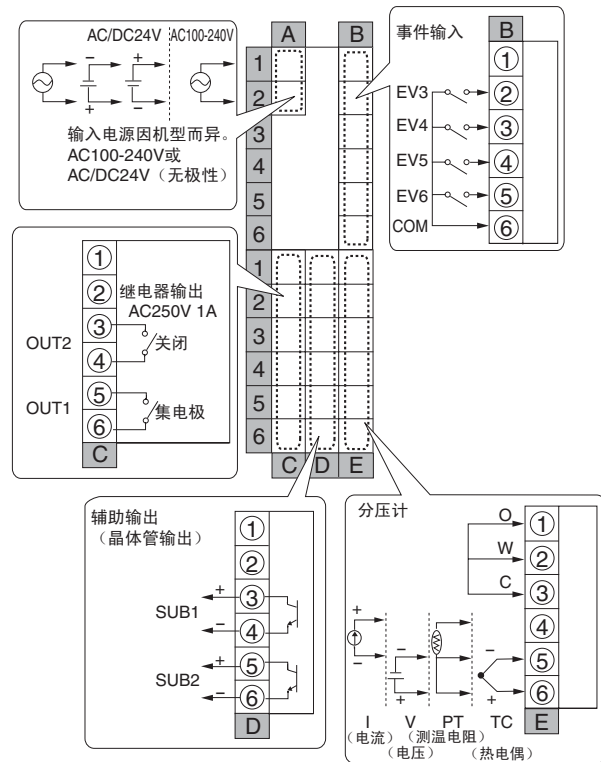 AC/DC24V AC100-240V
− + 
+ −
输入电源因机型而异。
AC100-240V或
AC/DC24V（无极性）
A B
1
2
3
4
5
6
1
2
3
4
5
6
C D E
事件输入
B
①
EV3 ②
EV4 ③
EV5 ④
EV6 ⑤
COM ⑥
①
②
继电器输出
AC250V 1A
OUT2
③
④
关闭
OUT1
⑤
⑥
集电极
C
辅助输出
（晶体管输出）
①
②
SUB1
+ ③
− ④
SUB2
+ ⑤
− ⑥
D
分压计
O ①
W ②
C ③
④
⑤
⑥
+ −
− +
− +
I V PT TC E
（电流） （测温电阻）
（电压） （热电偶）